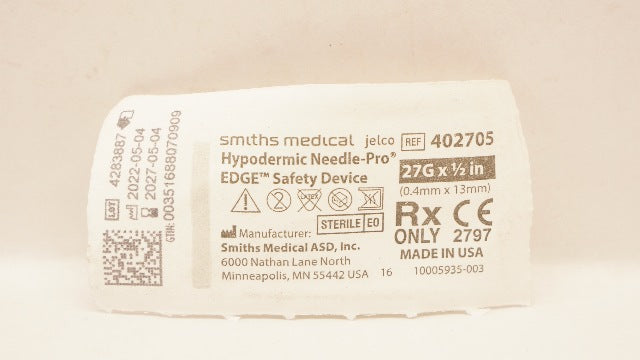 LOT 4283887
2022-05-04
2027-05-04
GTIN: 00351688070909
smiths medical jelco REF 402705
Hypodermic Needle-Pro®
EDGE™ Safety Device
27G x ½ in
(0.4mm x 13mm)
LATEX
STERILE EO
Rx CE
ONLY 2797
Manufacturer:
Smiths Medical ASD, Inc.
MADE IN USA
6000 Nathan Lane North
Minneapolis, MN 55442 USA 16 10005935-003